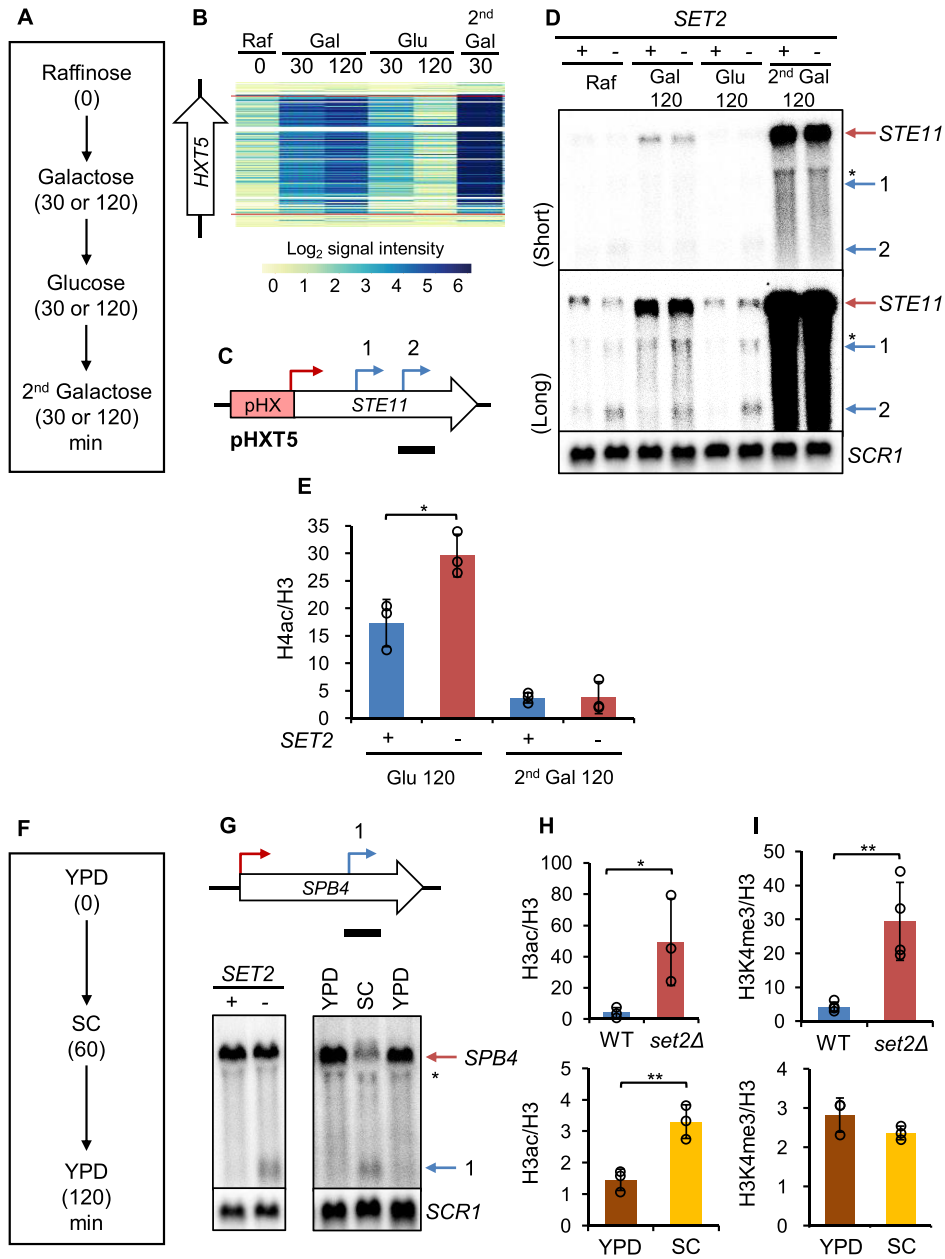 A
Raffinose
(0)
Galactose
(30 or 120)
Glucose
(30 or 120)
2nd Galactose
(30 or 120)
min
B
2nd
Raf Gal Glu Gal
0 30 120 30 120 30
HXT5
Log2 signal intensity
0 1 2 3 4 5 6
C
1 2
pHX STE11
pHXT5
D
SET2
+ - + - + - + -
Raf Gal Glu 2nd Gal
120 120 120
(Short)
STE11
*
1
2
(Long)
STE11
*
1
2
SCR1
E
H4ac/H3
35
30
25
20
15
10
5
0
*
SET2 + - + -
Glu 120 2nd Gal 120
F
YPD
(0)
SC
(60)
YPD
(120)
min
G
1
SPB4
SET2
+ -
YPD SC YPD
SPB4
*
1
SCR1
H
H3ac/H3
100
80
60
40
20
0
*
WT set2Δ
H3ac/H3
5
4
3
2
1
0
**
YPD SC
I
H3K4me3/H3
50
40
30
20
10
0
**
WT set2Δ
H3K4me3/H3
4
3
2
1
0
YPD SC